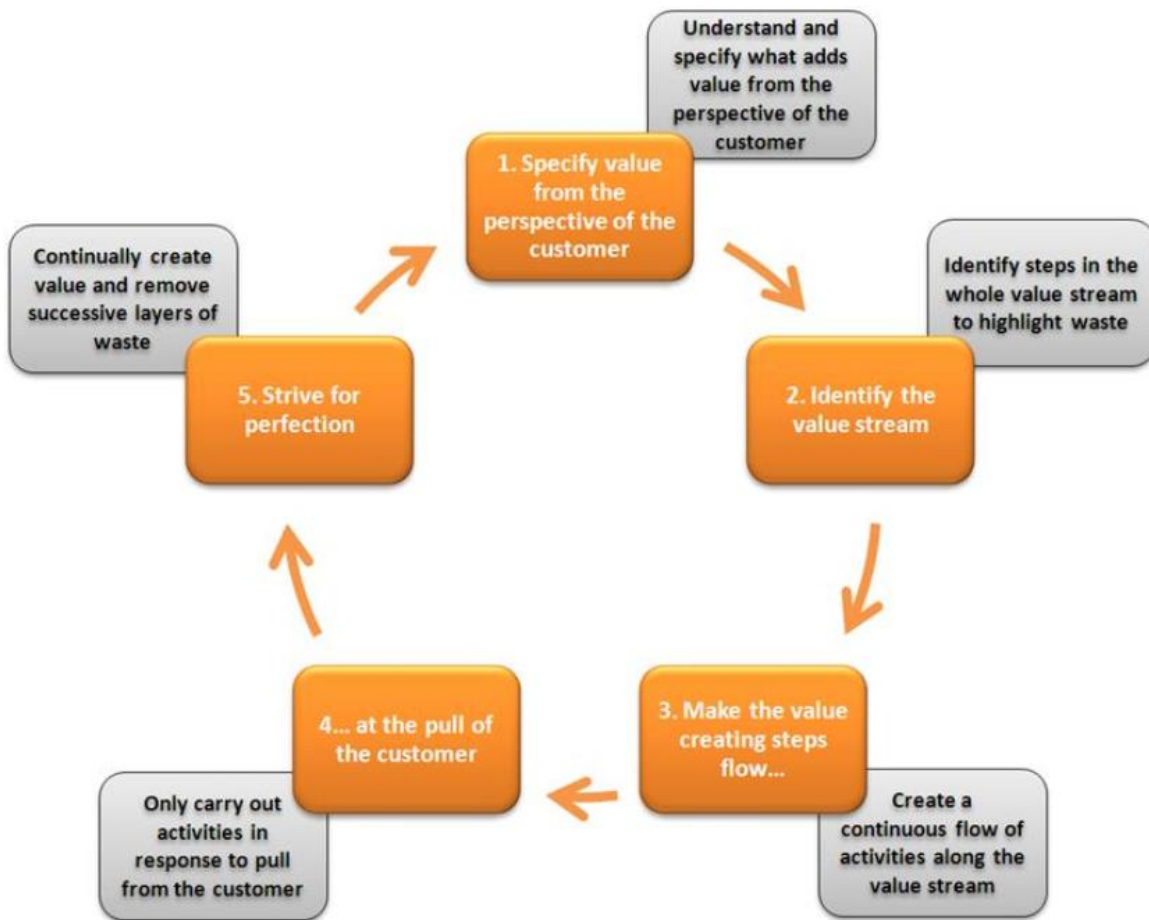 Understand and
specify what adds
value from the
perspective of the
customer
1. Specify value
from the
perspective of the
customer
Identify steps in the
whole value stream
to highlight waste
2. Identify the
value stream
3. Make the value
creating steps
flow...
Create a
continuous flow of
activities along the
value stream
4... at the pull of
the customer
Only carry out
activities in
response to pull
from the customer
5. Strive for
perfection
Continually create
value and remove
successive layers of
waste